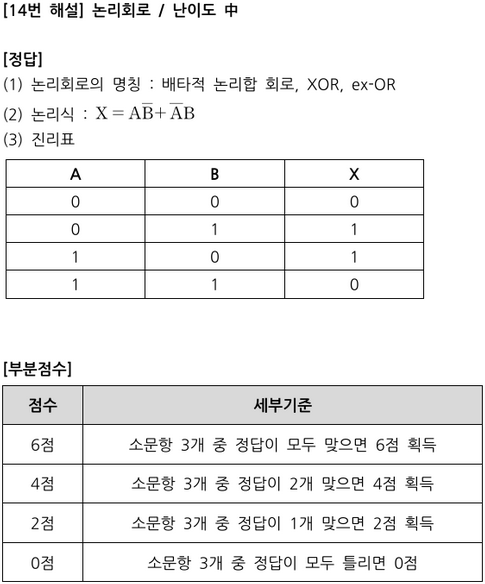 [14번 해설] 논리회로 / 난이도 中
[정답]
(1) 논리회로의 명칭 : 배타적 논리합 회로, XOR, ex-OR
(2) 논리식 : X = AB̅ + A̅B
(3) 진리표
A B X
0 0 0
0 1 1
1 0 1
1 1 0
[부분점수]
점수 세부기준
6점 소문항 3개 중 정답이 모두 맞으면 6점 획득
4점 소문항 3개 중 정답이 2개 맞으면 4점 획득
2점 소문항 3개 중 정답이 1개 맞으면 2점 획득
0점 소문항 3개 중 정답이 모두 틀리면 0점